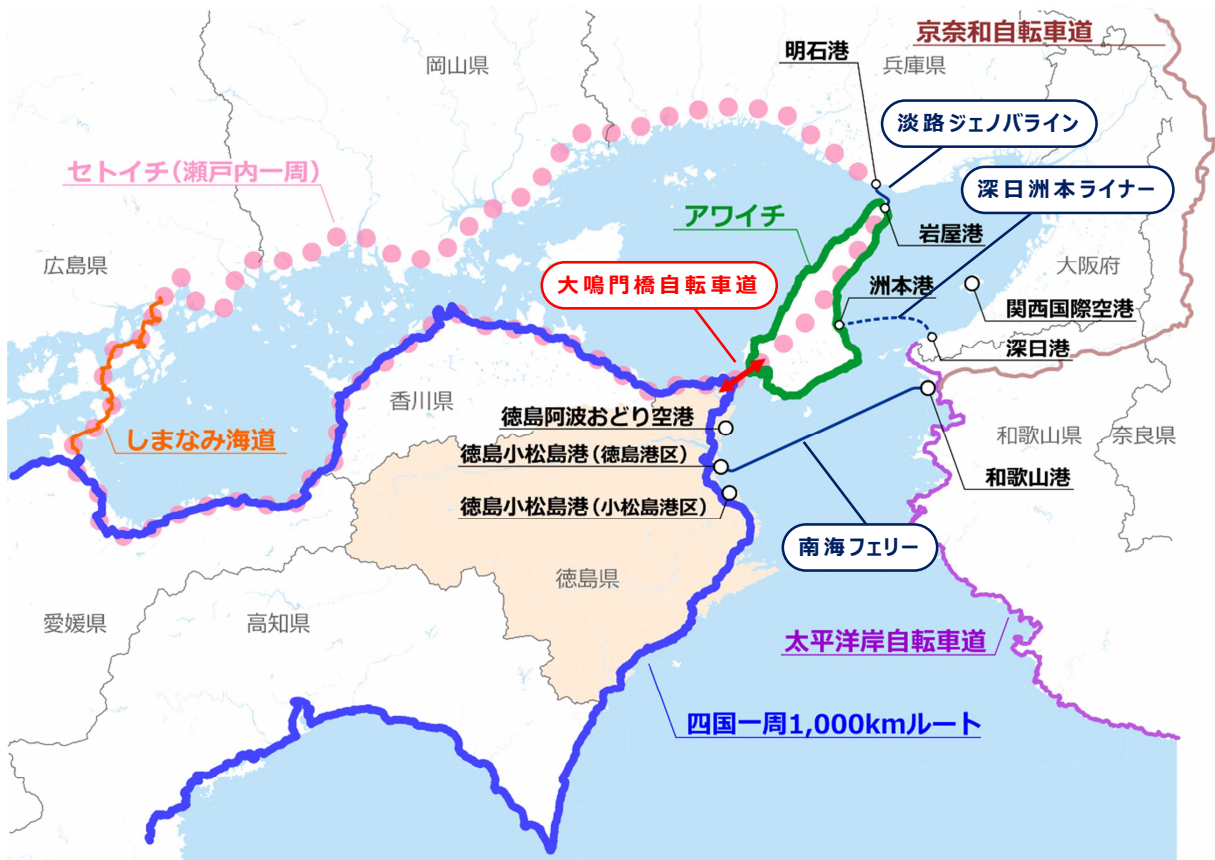 京奈和自転車道
明石港
岡山県
兵庫県
淡路ジェノバライン
セトイチ(瀬戸内一周)
深日洲本ライナー
アワイチ
岩屋港
広島県
大阪府
大鳴門橋自転車道
洲本港
関西国際空港
深日港
香川県
徳島阿波おどり空港
しまなみ海道
和歌山県
奈良県
徳島小松島港(徳島港区)
和歌山港
徳島小松島港(小松島港区)
南海フェリー
徳島県
愛媛県
高知県
太平洋岸自転車道
四国一周1,000kmルート